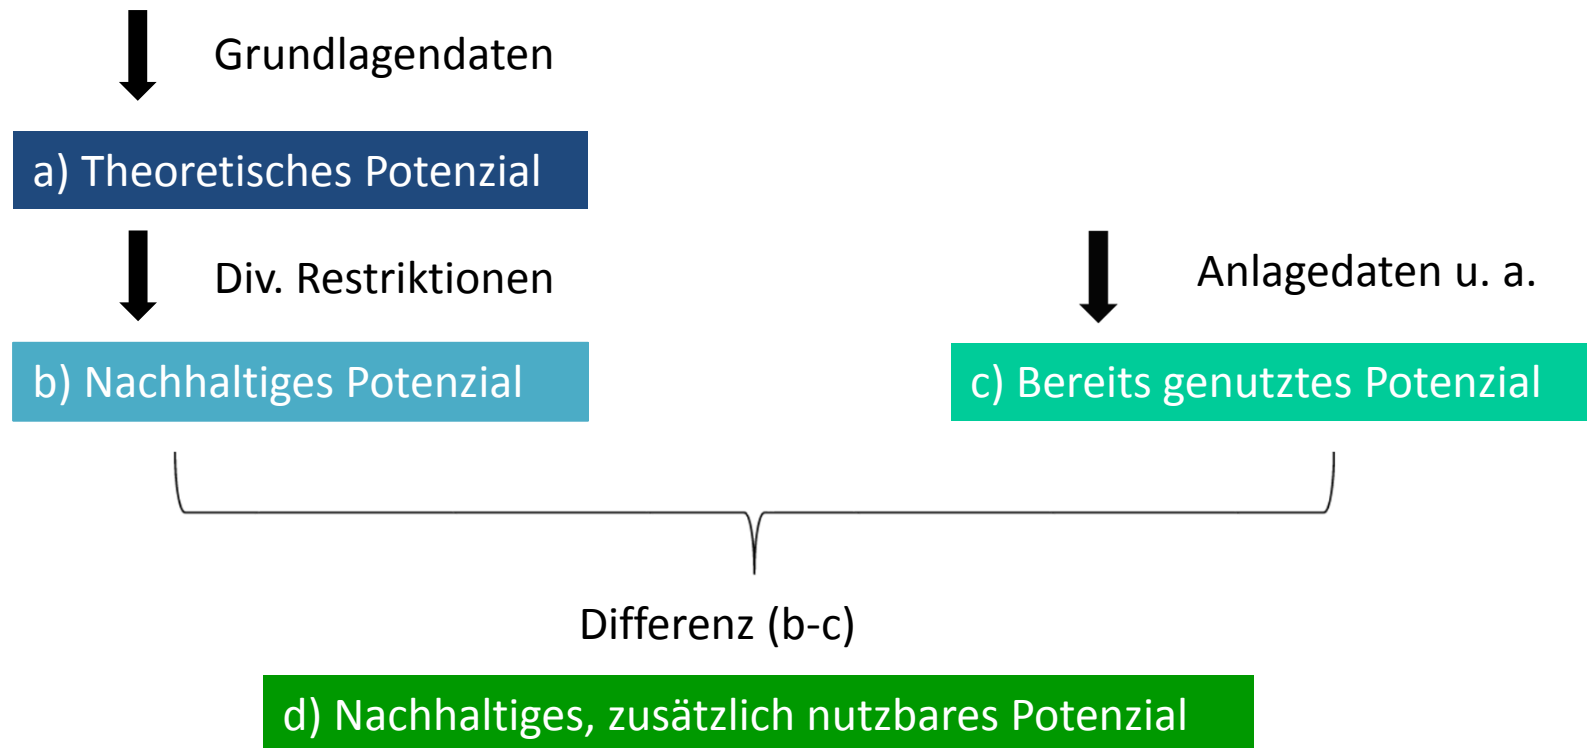 Grundlagendaten
a) Theoretisches Potenzial
Div. Restriktionen
Anlagedaten u. a.
b) Nachhaltiges Potenzial
c) Bereits genutztes Potenzial
Differenz (b-c)
d) Nachhaltiges, zusätzlich nutzbares Potenzial